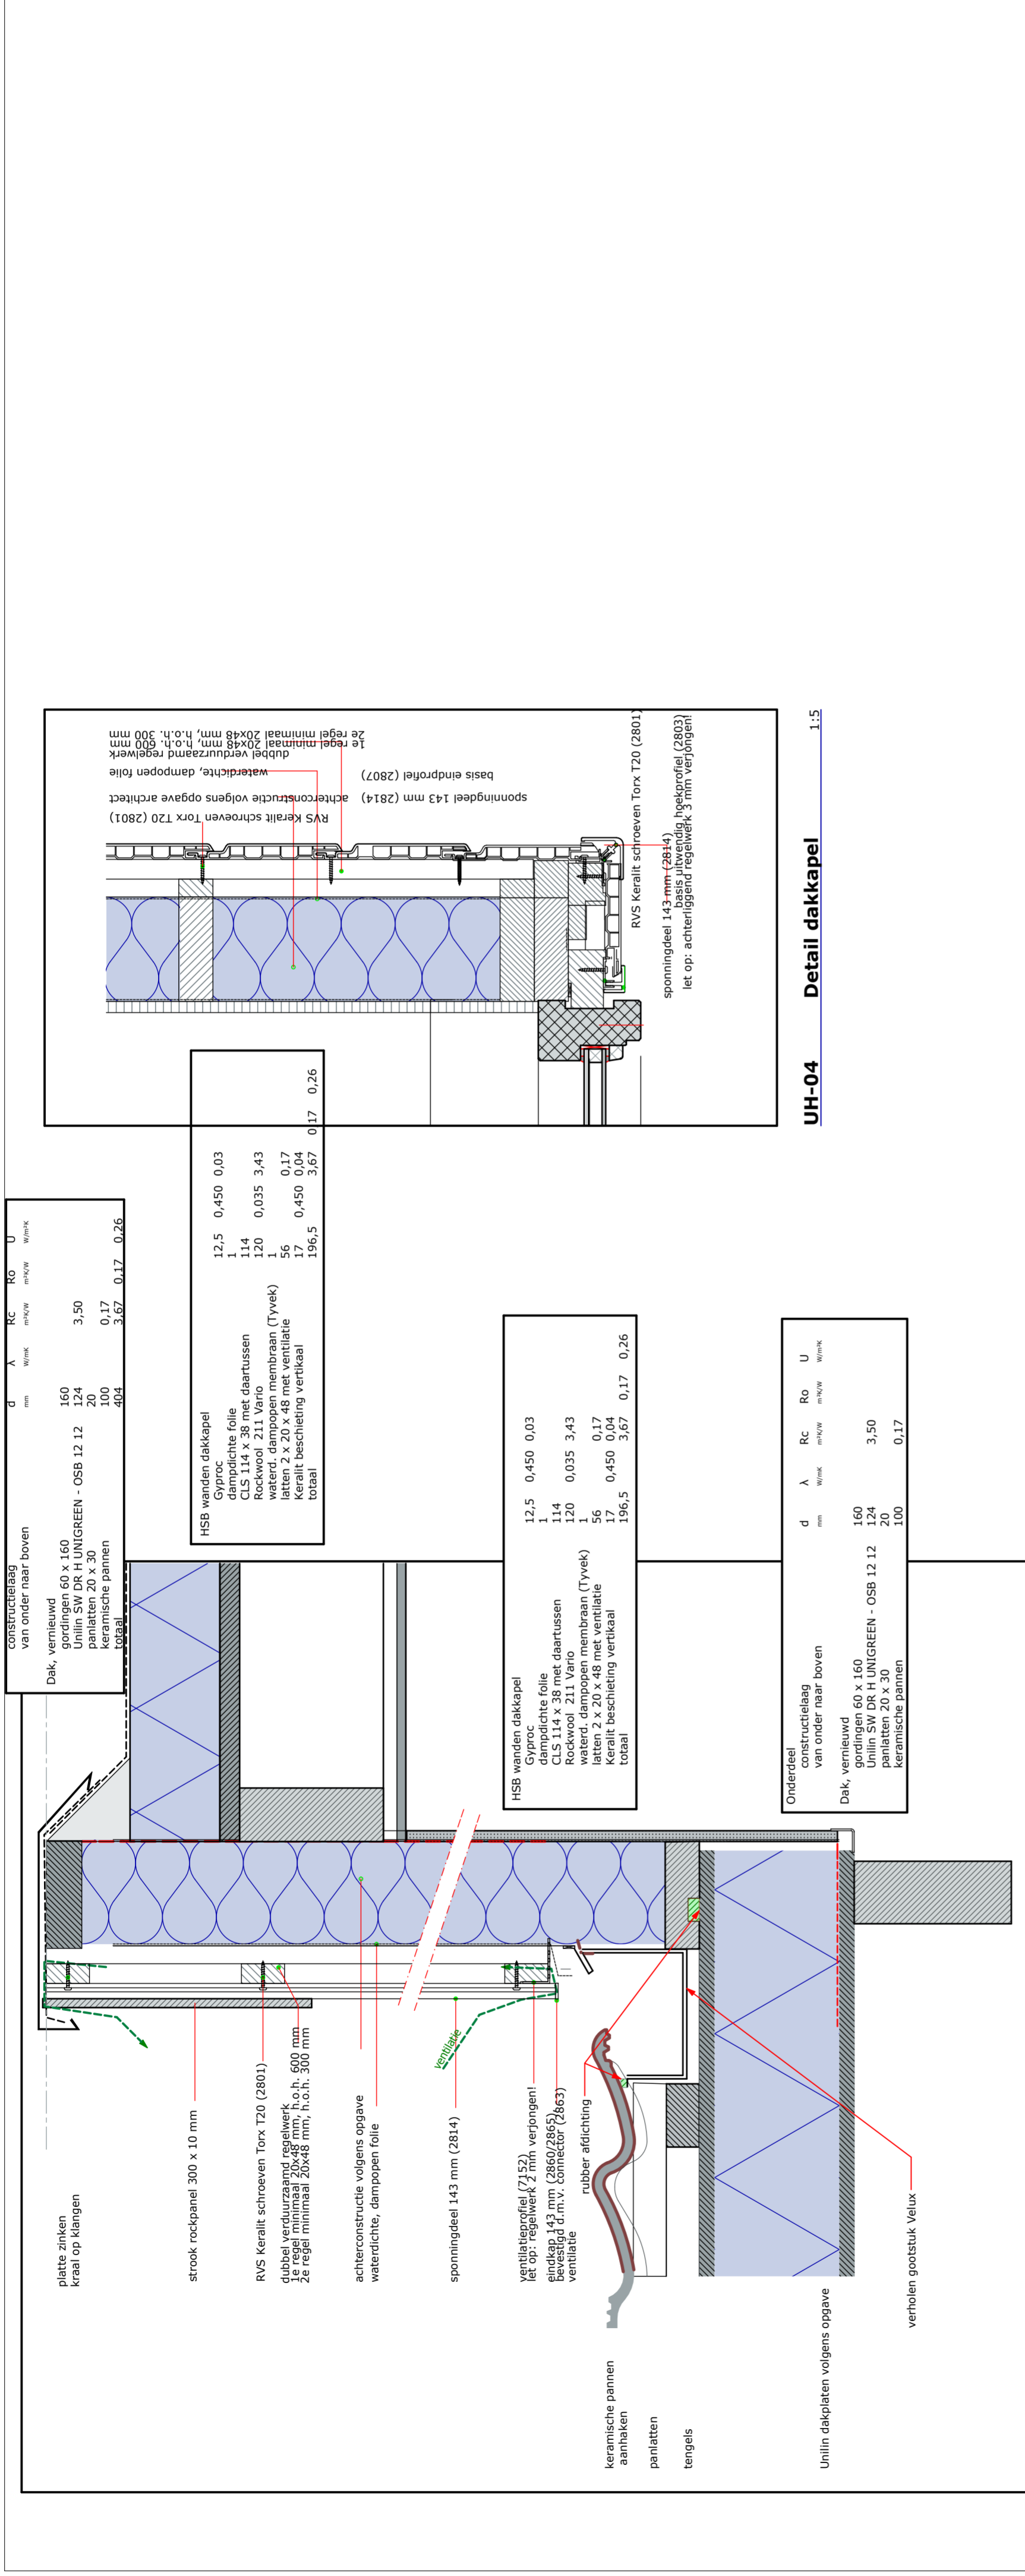 constructielaag d λ Rc Ro U
van onder naar boven mm W/mK m²K/W m²K/W W/m²K
Dak, vernieuwd
gordingen 60 x 160 160
Unilin SW DR H UNIGREEN - OSB 12 12 124 3,50
panlatten 20 x 30 20
keramische pannen 100 0,17
totaal 404 3,67 0,17 0,26
HSB wanden dakkapel
Gyproc 12,5 0,450 0,03
dampdichte folie 1
CLS 114 x 38 met daartussen 114
Rockwool 211 Vario 120 0,035 3,43
waterd. dampopen membraan (Tyvek) 1
latten 2 x 20 x 48 met ventilatie 56 0,17
Keralit beschieting vertikaal 17 0,450 0,04
totaal 196,5 3,67 0,17 0,26
2e regel minimaal 20x48 mm, h.o.h. 300 mm
1e regel minimaal 20x48 mm, h.o.h. 600 mm
dubbel verduurzaamd regelwerk
waterdichte, dampopen folie
basis eindprofiel (2807)
achterconstructie volgens opgave architect
sponningdeel 143 mm (2814)
RVS Keralit schroeven Torx T20 (2801)
RVS Keralit schroeven Torx T20 (2801)
sponningdeel 143 mm (2814)
basis uitwendig hoekprofiel (2803)
let op: achterliggend regelwerk 3 mm verjongen!
UH-04 Detail dakkapel 1:5
platte zinken
kraal op klangen
strook rockpanel 300 x 10 mm
RVS Keralit schroeven Torx T20 (2801)
dubbel verduurzaamd regelwerk
1e regel minimaal 20x48 mm, h.o.h. 600 mm
2e regel minimaal 20x48 mm, h.o.h. 300 mm
achterconstructie volgens opgave
waterdichte, dampopen folie
ventilatie
sponningdeel 143 mm (2814)
ventilatieprofiel (7152)
let op: regelwerk 2 mm verjongen!
eindkap 143 mm (2860/2865)
bevestigd d.m.v. connector (2863)
ventilatie
rubber afdichting
keramische pannen
aanhaken
panlatten
tengels
Unilin dakplaten volgens opgave
verholen gootstuk Velux
HSB wanden dakkapel
Gyproc 12,5 0,450 0,03
dampdichte folie 1
CLS 114 x 38 met daartussen 114
Rockwool 211 Vario 120 0,035 3,43
waterd. dampopen membraan (Tyvek) 1
latten 2 x 20 x 48 met ventilatie 56 0,17
Keralit beschieting vertikaal 17 0,450 0,04
totaal 196,5 3,67 0,17 0,26
Onderdeel
constructielaag d λ Rc Ro U
van onder naar boven mm W/mK m²K/W m²K/W W/m²K
Dak, vernieuwd
gordingen 60 x 160 160
Unilin SW DR H UNIGREEN - OSB 12 12 124 3,50
panlatten 20 x 30 20
keramische pannen 100 0,17